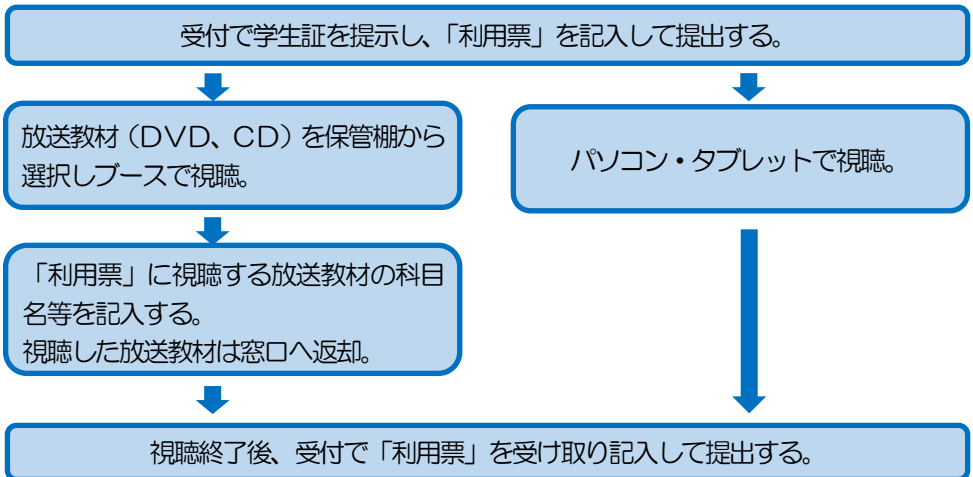 受付で学生証を提示し、「利用票」を記入して提出する。
放送教材（DVD、CD）を保管棚から
選択しブースで視聴。
パソコン・タブレットで視聴。
「利用票」に視聴する放送教材の科目
名等を記入する。
視聴した放送教材は窓口へ返却。
視聴終了後、受付で「利用票」を受け取り記入して提出する。